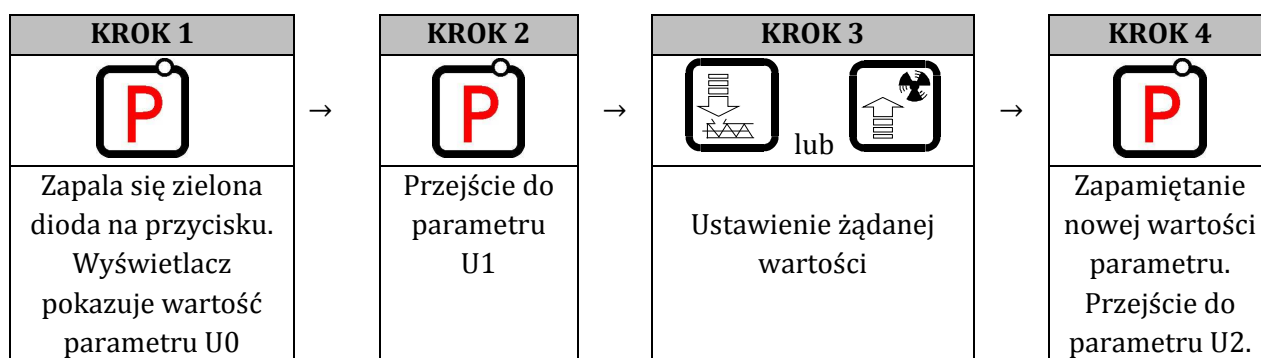 KROK 1
P
Zapala się zielona
dioda na przycisku.
Wyświetlacz
pokazuje wartość
parametru U0
→
KROK 2
P
Przejście do
parametru
U1
→
KROK 3
lub
Ustawienie żądanej
wartości
→
KROK 4
P
Zapamiętanie
nowej wartości
parametru.
Przejście do
parametru U2.